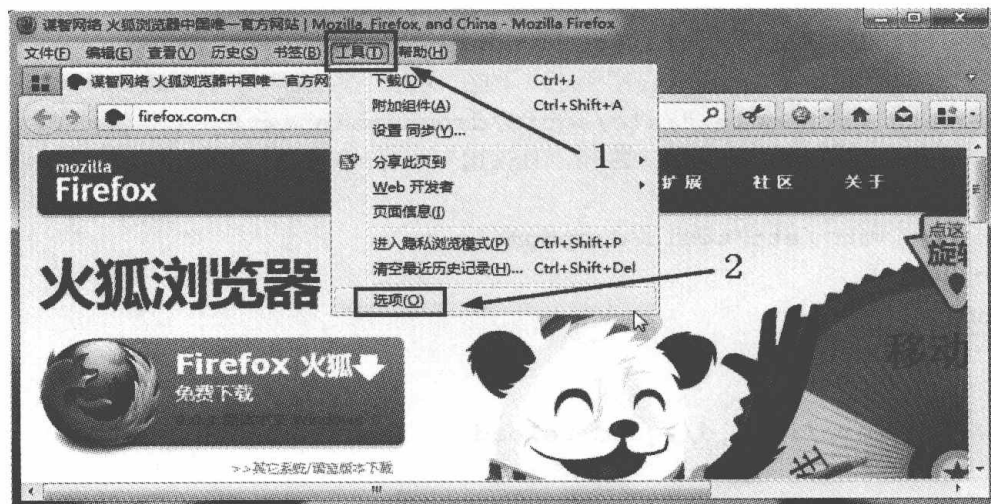 谋智网络 火狐浏览器中国唯一官方网站 | Mozilla, Firefox, and China - Mozilla Firefox
文件(F) 编辑(E) 查看(V) 历史(S) 书签(B) 工具(T) 帮助(H)
谋智网络 火狐浏览器中国唯一官方网
下载(D) Ctrl+J
附加组件(A) Ctrl+Shift+A
firefox.com.cn
设置 同步(Y)...
1
分享此页到
mozilla
Firefox
Web 开发者
扩展 社区 关于
页面信息(I)
点这
旋转
进入隐私浏览模式(P) Ctrl+Shift+P
清空最近历史记录(H)... Ctrl+Shift+Del
2
选项(O)
火狐浏览器
移动
Firefox 火狐
免费下载
>>其它系统/语言版本下载